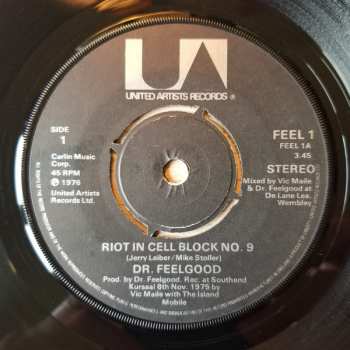 UA
UNITED ARTISTS RECORDS ®
SIDE
1
Carlin Music
Corp.
45 RPM
Ⓟ 1976
United Artists
Records Ltd.
FEEL 1
FEEL 1A
3.45
STEREO
Mixed by Vic Maile
& Dr. Feelgood at
De Lane Lea,
Wembley
RIOT IN CELL BLOCK NO. 9
(Jerry Leiber/Mike Stoller)
DR. FEELGOOD
Prod. by Dr. Feelgood. Rec. at Southend
Kursaal 8th Nov. 1975 by
Vic Maile with The Island
Mobile